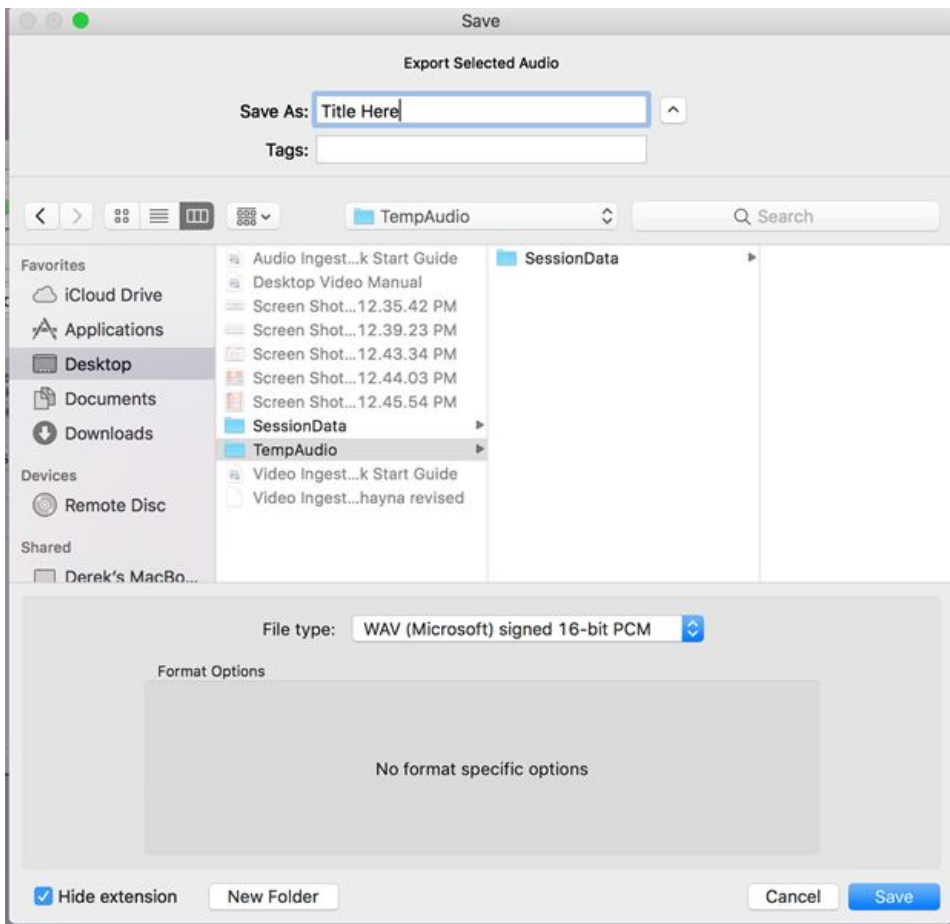 Save
Export Selected Audio
Save As: Title Here
Tags:
TempAudio
Search
Favorites
iCloud Drive
Applications
Desktop
Documents
Downloads
Devices
Remote Disc
Shared
Derek's MacBo...
Audio Ingest...k Start Guide
Desktop Video Manual
Screen Shot...12.35.42 PM
Screen Shot...12.39.23 PM
Screen Shot...12.43.34 PM
Screen Shot...12.44.03 PM
Screen Shot...12.45.54 PM
SessionData
TempAudio
Video Ingest...k Start Guide
Video Ingest...hayna revised
SessionData
File type: WAV (Microsoft) signed 16-bit PCM
Format Options
No format specific options
Hide extension
New Folder
Cancel
Save